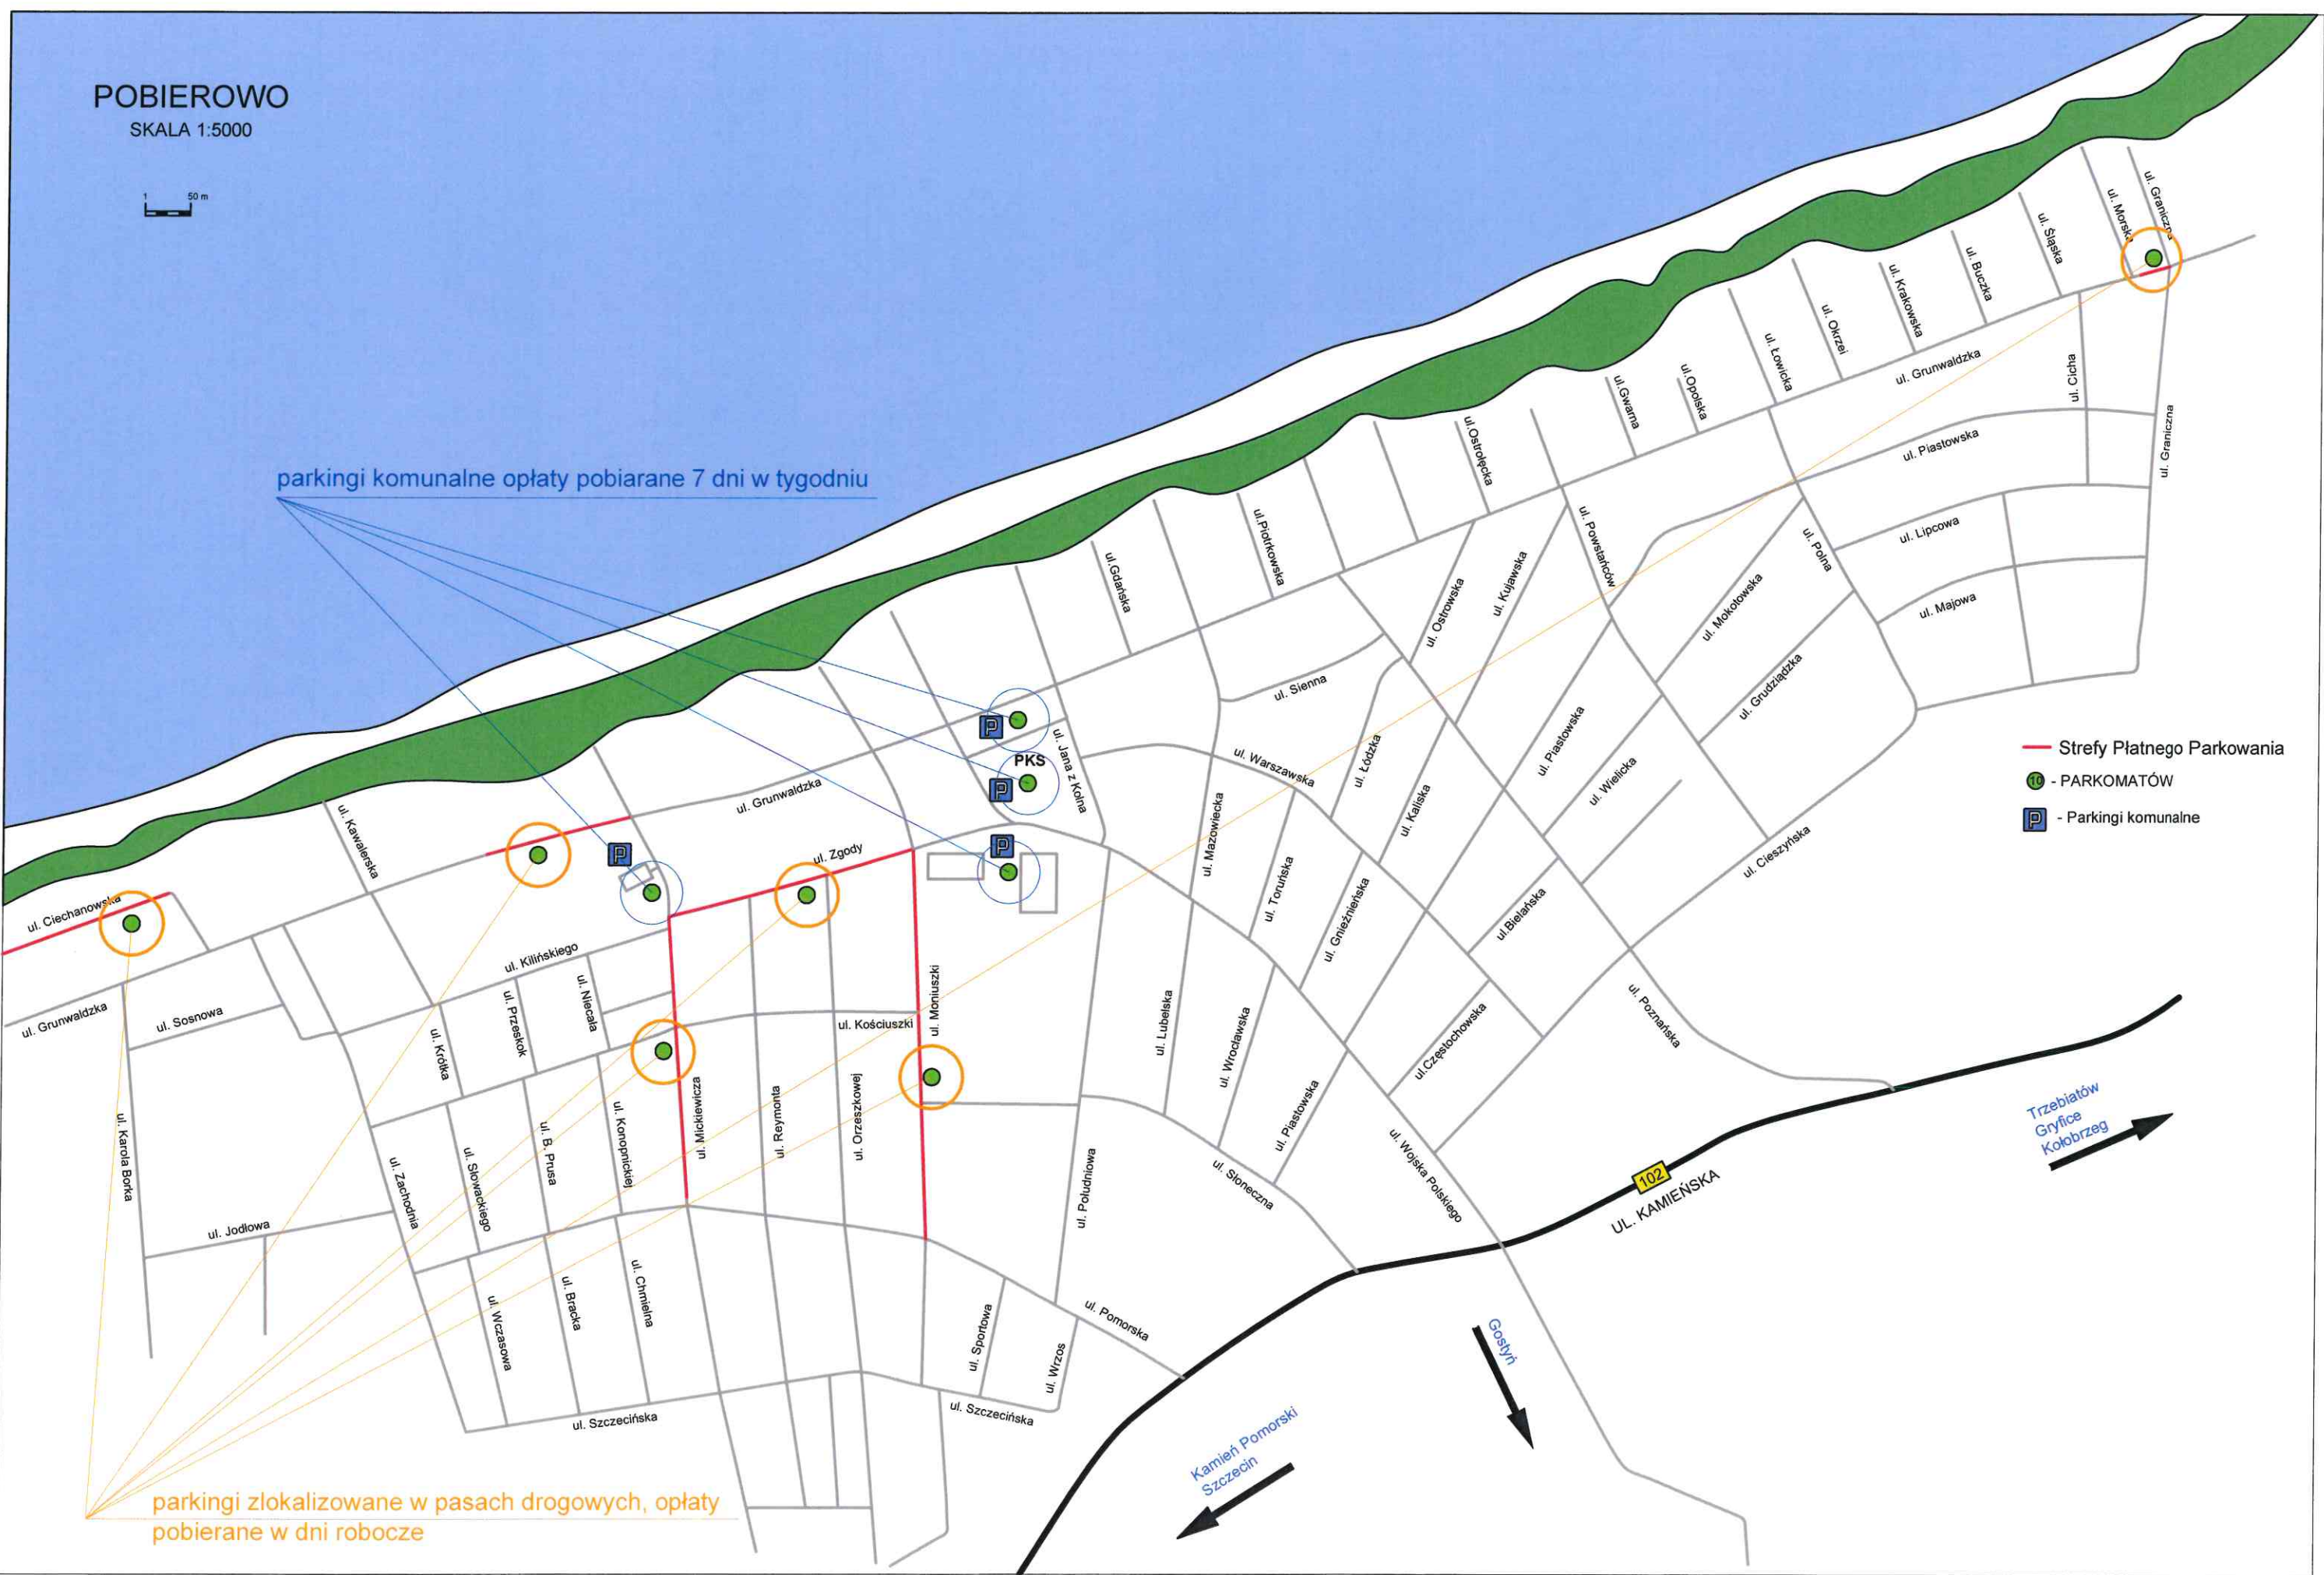 POBIEROWO
SKALA 1:5000
1 50 m
parkingi komunalne opłaty pobiarane 7 dni w tygodniu
ul. Graniczna
ul. Morska
ul. Śląska
ul. Buczka
ul. Krakowska
ul. Okrzei
ul. Łowicka
ul.Opolska
ul.Gwarna
ul.Ostrołęcka
ul. Grunwaldzka
ul. Cicha
ul. Graniczna
ul. Piastowska
ul. Lipcowa
ul. Majowa
ul. Polna
ul. Powstańców
ul. Mokotowska
ul. Grudziądzka
ul. Kujawska
ul. Ostrowska
ul.Piotrkowska
ul.Gdańska
ul. Sienna
ul. Piastowska
ul. Wielicka
ul. Warszawska
ul. Łódzka
ul. Kaliska
ul. Jana z Kolna
P
PKS
P
P
P
ul. Mazowiecka
ul. Toruńska
ul. Gnieźnieńska
ul.Bielańska
ul. Cieszyńska
Strefy Płatnego Parkowania
10 - PARKOMATÓW
P - Parkingi komunalne
ul. Grunwaldzka
ul. Kawalerska
ul. Zgody
ul. Ciechanowska
ul. Grunwaldzka
ul. Sosnowa
ul. Kilińskiego
ul. Niecała
ul. Przeskok
ul. Krótka
ul. Kościuszki
ul. Moniuszki
ul. Lubelska
ul. Wrocławska
ul.Częstochowska
ul. Poznańska
ul. Karola Borka
ul. Zachodnia
ul. Słowackiego
ul. B. Prusa
ul. Konopnickiej
ul. Mickiewicza
ul. Reymonta
ul. Orzeszkowej
ul. Południowa
ul. Piastowska
ul. Słoneczna
ul. Wojska Polskiego
102
UL. KAMIEŃSKA
Trzebiatów
Gryfice
Kołobrzeg
ul. Jodłowa
ul. Wczasowa
ul. Bracka
ul. Chmielna
ul. Sportowa
ul. Wrzos
ul. Pomorska
Gostyń
ul. Szczecińska
ul. Szczecińska
Kamień Pomorski
Szczecin
parkingi zlokalizowane w pasach drogowych, opłaty
pobierane w dni robocze